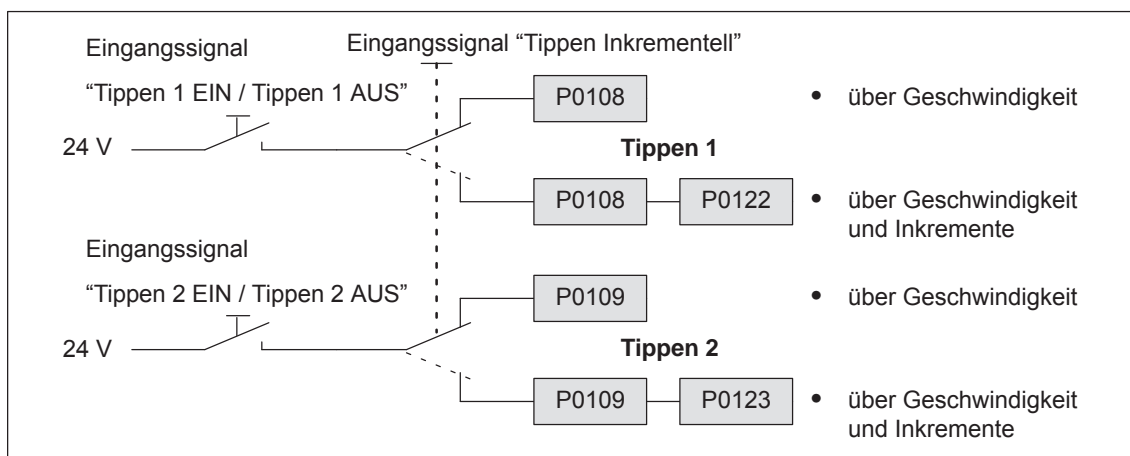 Eingangssignal
“Tippen 1 EIN / Tippen 1 AUS”
24 V
Eingangssignal “Tippen Inkrementell”
P0108
• über Geschwindigkeit
Tippen 1
P0108
P0122
• über Geschwindigkeit
und Inkremente
Eingangssignal
“Tippen 2 EIN / Tippen 2 AUS”
24 V
P0109
• über Geschwindigkeit
Tippen 2
P0109
P0123
• über Geschwindigkeit
und Inkremente